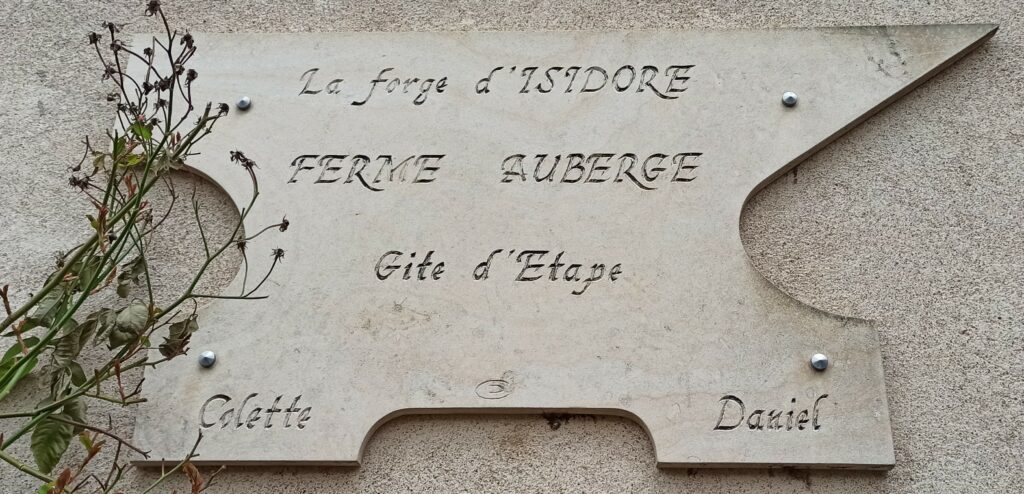 La forge d'ISIDORE
FERME AUBERGE
Gite d'Etape
Colette Daniel